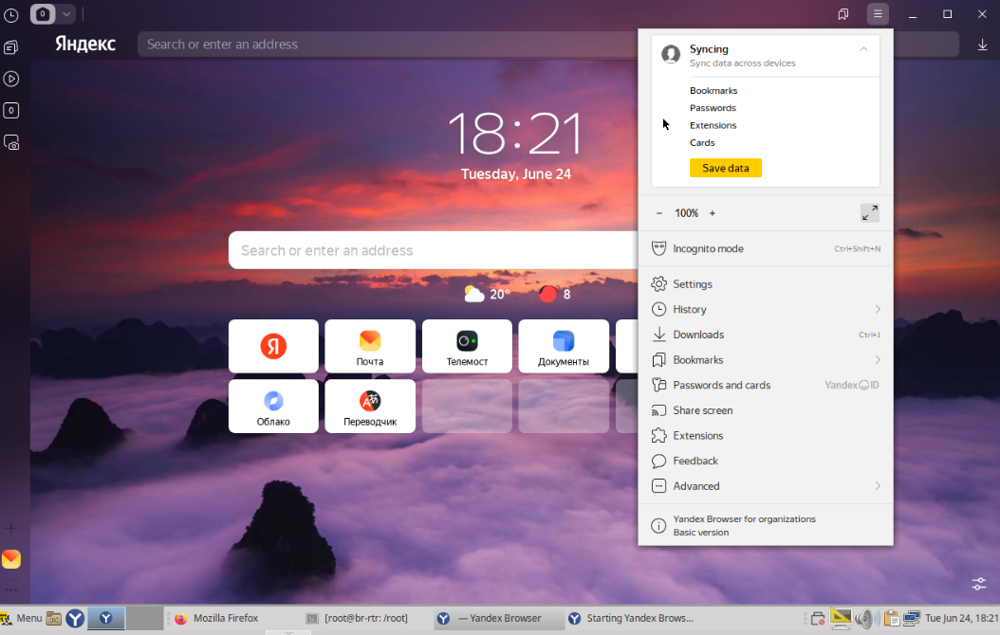 0
Яндекс
Search or enter an address
0
18:21
Tuesday, June 24
Search or enter an address
20°
8
Я
Почта
Телемост
Документы
Облако
Переводчик
Syncing
Sync data across devices
Bookmarks
Passwords
Extensions
Cards
Save data
− 100% +
Incognito mode Ctrl+Shift+N
Settings
History
Downloads Ctrl+J
Bookmarks
Passwords and cards Yandex ID
Share screen
Extensions
Feedback
Advanced
Yandex Browser for organizations
Basic version
Menu Mozilla Firefox [root@br-rtr: /root] — Yandex Browser Starting Yandex Brows... Tue Jun 24, 18:21